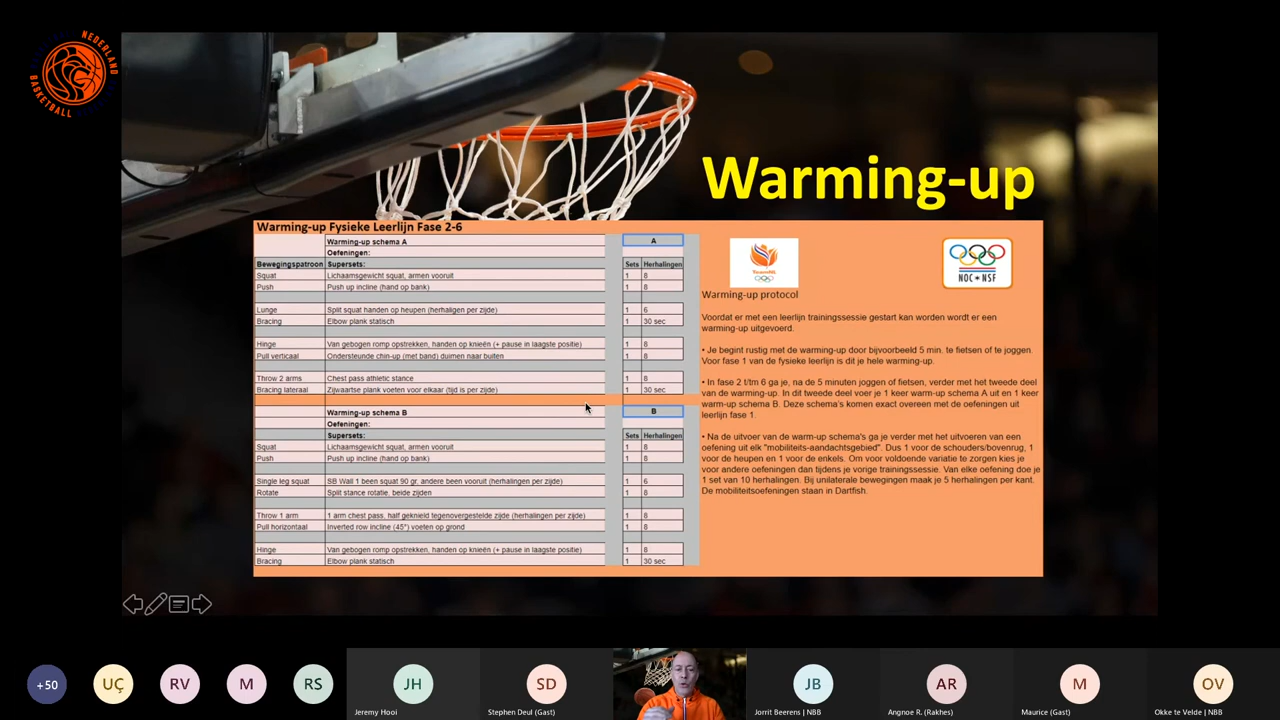 NEDERLAND
BASKETBALL
Warming-up
Warming-up Fysieke Leerlijn Fase 2-6
Warming-up schema A A
Oefeningen:
Bewegingspatroon Supersets: Sets Herhalingen
Squat Lichaamsgewicht squat, armen vooruit 1 8
Push Push up incline (hand op bank) 1 8
Lunge Split squat handen op heupen (herhaligen per zijde) 1 6
Bracing Elbow plank statisch 1 30 sec
Hinge Van gebogen romp opstrekken, handen op knieën (+ pause in laagste positie) 1 8
Pull verticaal Ondersteunde chin-up (met band) duimen naar buiten 1 8
Throw 2 arms Chest pass athletic stance 1 8
Bracing lateraal Zijwaartse plank voeten voor elkaar (tijd is per zijde) 1 30 sec
Warming-up schema B B
Oefeningen:
Supersets: Sets Herhalingen
Squat Lichaamsgewicht squat, armen vooruit 1 8
Push Push up incline (hand op bank) 1 8
Single leg squat SB Wall 1 been squat 90 gr, andere been vooruit (herhalingen per zijde) 1 6
Rotate Split stance rotatie, beide zijden 1 8
Throw 1 arm 1 arm chest pass, half geknield tegenovergestelde zijde (herhalingen per zijde) 1 8
Pull horizontaal Inverted row incline (45°) voeten op grond 1 8
Hinge Van gebogen romp opstrekken, handen op knieën (+ pause in laagste positie) 1 8
Bracing Elbow plank statisch 1 30 sec
TeamNL
NOC*NSF
Warming-up protocol
Voordat er met een leerlijn trainingssessie gestart kan worden wordt er een
warming-up uitgevoerd.
• Je begint rustig met de warming-up door bijvoorbeeld 5 min. te fietsen of te joggen.
Voor fase 1 van de fysieke leerlijn is dit je hele warming-up.
• In fase 2 t/tm 6 ga je, na de 5 minuten joggen of fietsen, verder met het tweede deel
van de warming-up. In dit tweede deel voer je 1 keer warm-up schema A uit en 1 keer
warm-up schema B. Deze schema's komen exact overeen met de oefeningen uit
leerlijn fase 1.
• Na de uitvoer van de warm-up schema's ga je verder met het uitvoeren van een
oefening uit elk "mobiliteits-aandachtsgebied". Dus 1 voor de schouders/bovenrug, 1
voor de heupen en 1 voor de enkels. Om voor voldoende variatie te zorgen kies je
voor andere oefeningen dan tijdens je vorige trainingssessie. Van elke oefening doe je
1 set van 10 herhalingen. Bij unilaterale bewegingen maak je 5 herhalingen per kant.
De mobiliteitsoefeningen staan in Dartfish.
+50 UÇ RV M RS JH SD JB AR M OV
Jeremy Hooi Stephen Deul (Gast) Jorrit Beerens | NBB Angnoe R. (Rakhes) Maurice (Gast) Okke te Velde | NBB